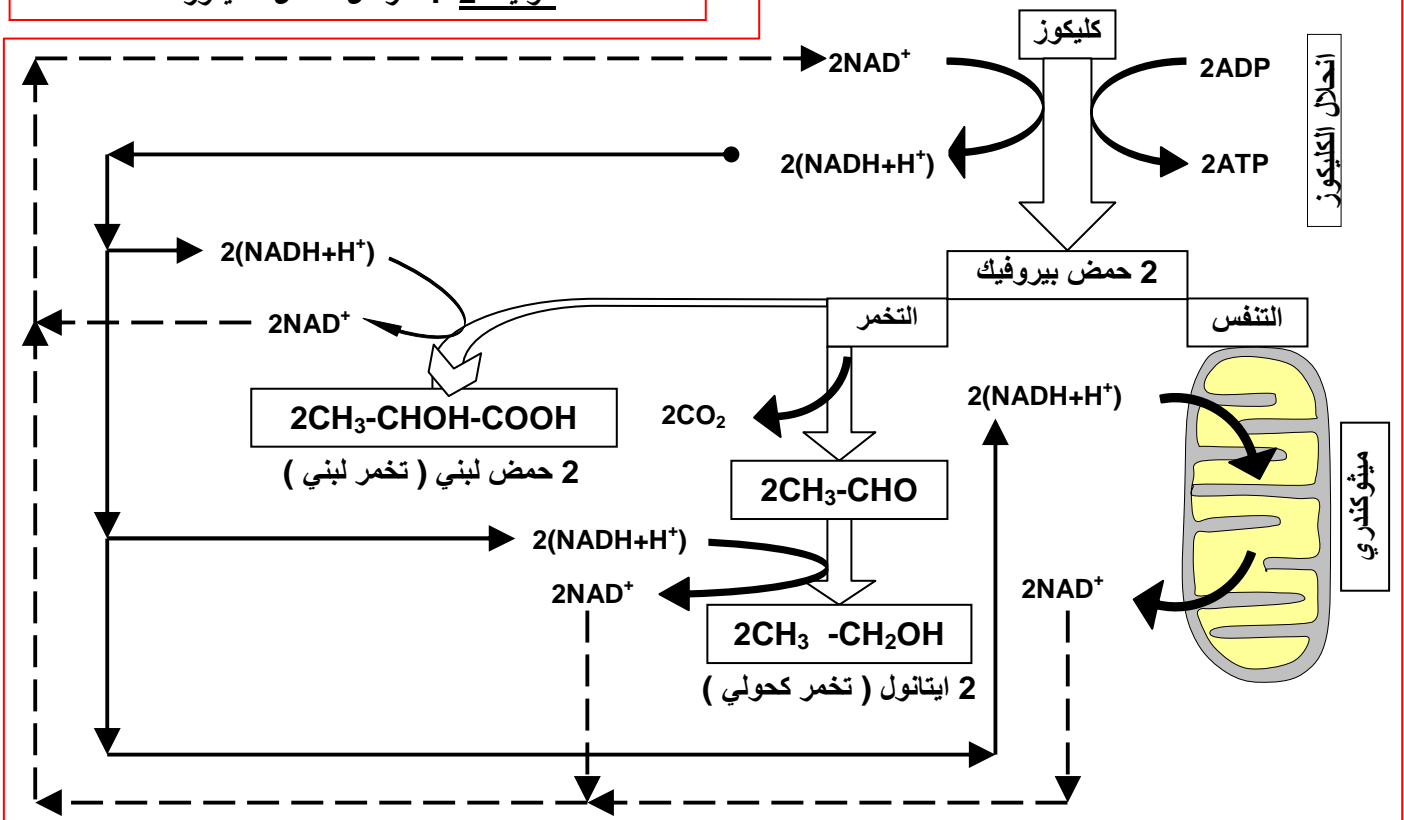 كليكوز
2NAD⁺
2ADP
انحلال الكليكوز
2(NADH+H⁺)
2ATP
2(NADH+H⁺)
2 حمض بيروفيك
2NAD⁺
التخمر
التنفس
2(NADH+H⁺)
2CH₃-CHOH-COOH
2CO₂
2 حمض لبني ( تخمر لبني )
2CH₃-CHO
ميثوكندري
2(NADH+H⁺)
2NAD⁺
2NAD⁺
2CH₃ -CH₂OH
2 ايتانول ( تخمر كحولي )